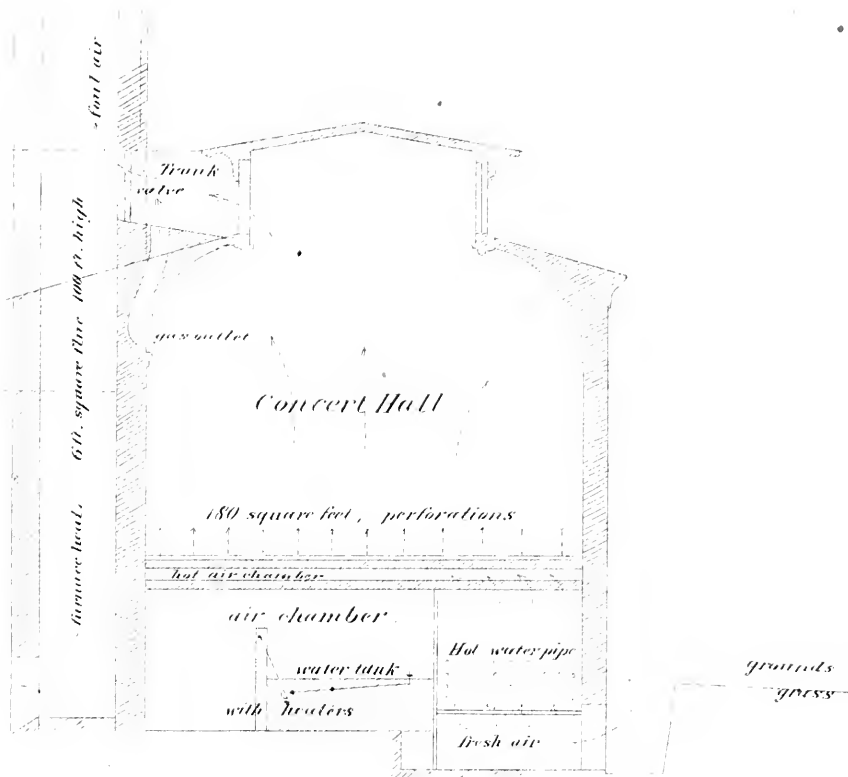 foul air
Trunk
valve
furnace heat, 6 ft. square flue 100 ft. high
gas outlet
Concert Hall
180 square feet, perforations
hot air chamber
air chamber
water tank
with heaters
Hot water pipe
fresh air
grounds
grass